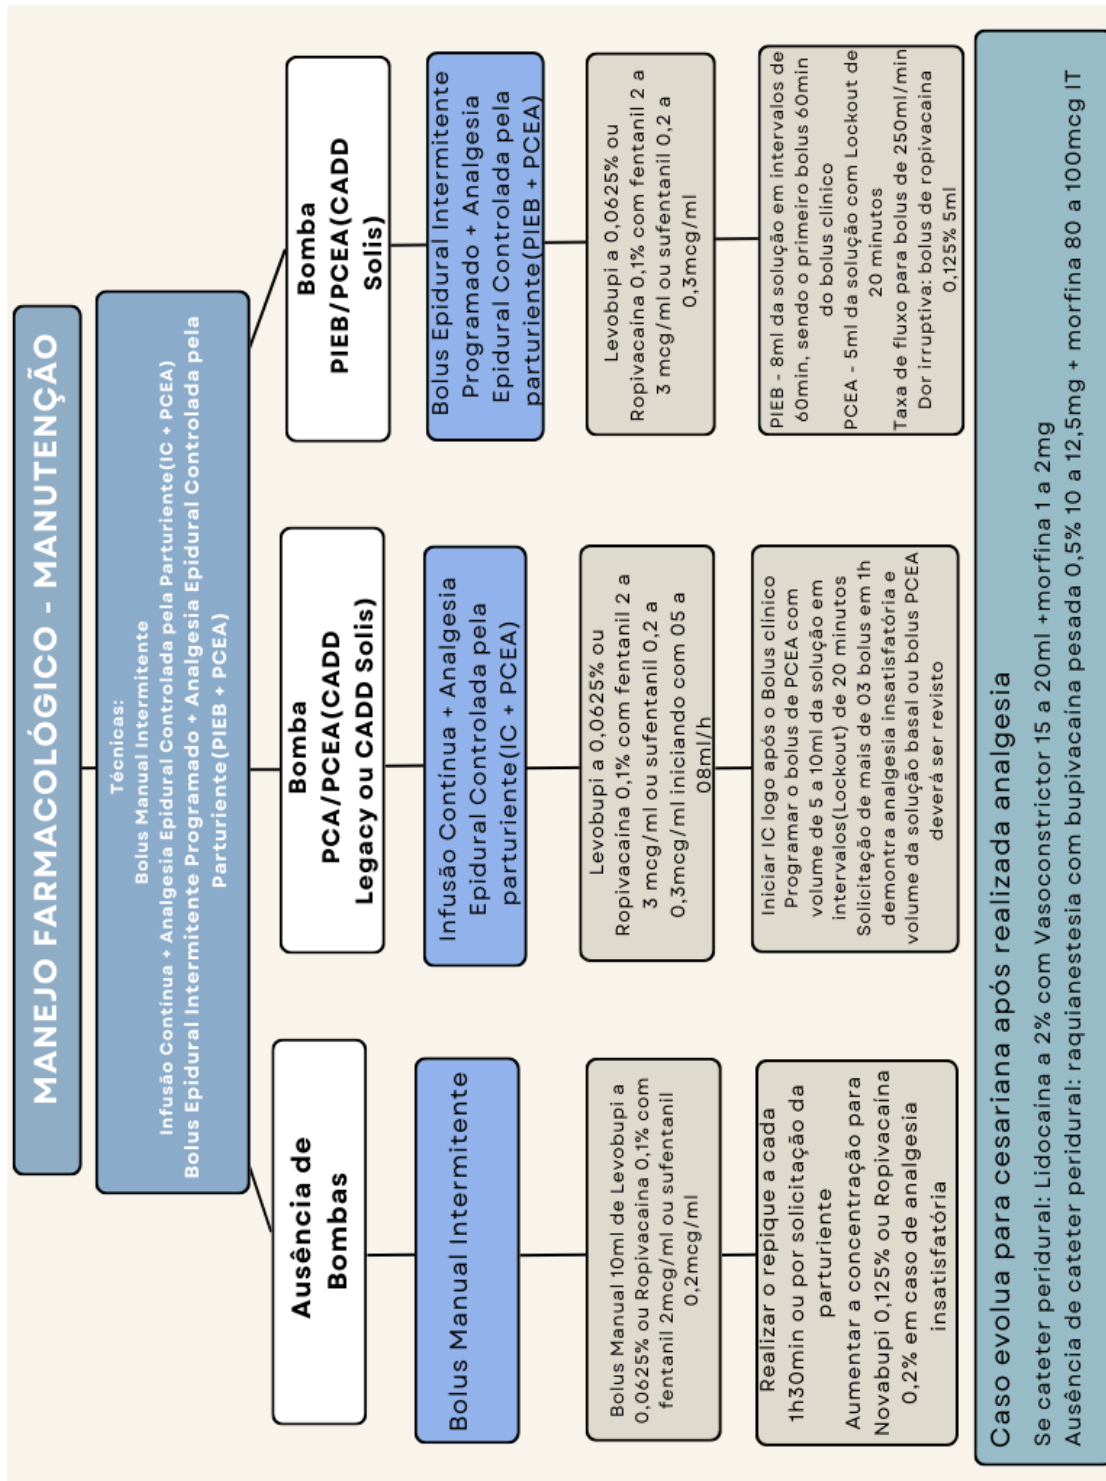 MANEJO FARMACOLÓGICO - MANUTENÇÃO
Técnicas:
Bolus Manual Intermitente
Infusão Continua + Analgesia Epidural Controlada pela Parturiente(IC + PCEA)
Bolus Epidural Intermitente Programado + Analgesia Epidural Controlada pela
Parturiente(PIEB + PCEA)
Ausência de
Bombas
Bolus Manual Intermitente
Bolus Manual 10ml de Levobupi a
0,0625% ou Ropivacaina 0,1% com
fentanil 2mcg/ml ou sufentanil
0,2mcg/ml
Realizar o repique a cada
1h30min ou por solicitação da
parturiente
Aumentar a concentração para
Novabupi 0,125% ou Ropivacaína
0,2% em caso de analgesia
insatisfatória
Bomba
PCA/PCEA(CADD
Legacy ou CADD Solis)
Infusão Continua + Analgesia
Epidural Controlada pela
parturiente(IC + PCEA)
Levobupi a 0,0625% ou
Ropivacaina 0,1% com fentanil 2 a
3 mcg/ml ou sufentanil 0,2 a
0,3mcg/ml iniciando com 05 a
08ml/h
Iniciar IC logo após o Bolus clínico
Programar o bolus de PCEA com
volume de 5 a 10ml da solução em
intervalos(Lockout) de 20 minutos
Solicitação de mais de 03 bolus em 1h
demontra analgesia insatisfatória e
volume da solução basal ou bolus PCEA
deverá ser revisto
Bomba
PIEB/PCEA(CADD
Solis)
Bolus Epidural Intermitente
Programado + Analgesia
Epidural Controlada pela
parturiente(PIEB + PCEA)
Levobupi a 0,0625% ou
Ropivacaina 0,1% com fentanil 2 a
3 mcg/ml ou sufentanil 0,2 a
0,3mcg/ml
PIEB - 8ml da solução em intervalos de
60min, sendo o primeiro bolus 60min
do bolus clínico
PCEA - 5ml da solução com Lockout de
20 minutos
Taxa de fluxo para bolus de 250ml/min
Dor irruptiva: bolus de ropivacaina
0,125% 5ml
Caso evolua para cesariana após realizada analgesia
Se cateter peridural: Lidocaina a 2% com Vasoconstrictor 15 a 20ml +morfina 1 a 2mg
Ausência de cateter peridural: raquianestesia com bupivacaina pesada 0,5% 10 a 12,5mg + morfina 80 a 100mcg IT